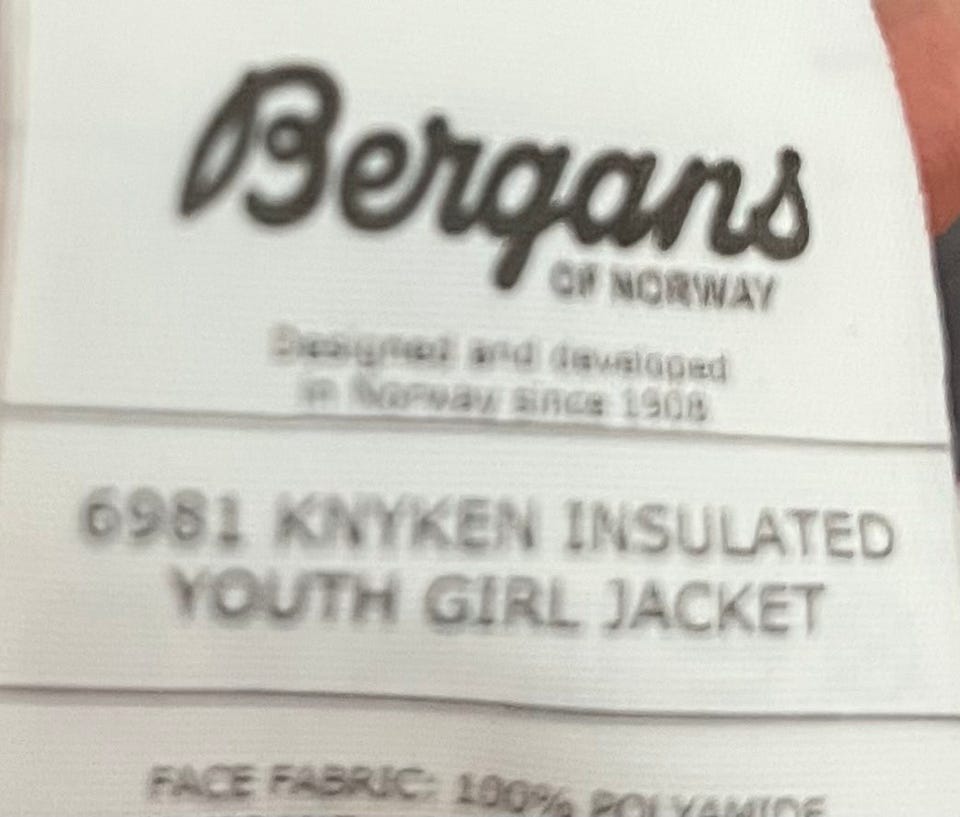 Bergans
OF NORWAY
Designed and developed
in Norway since 1908
6981 KNYKEN INSULATED
YOUTH GIRL JACKET
FACE FABRIC: 100% POLYAMIDE